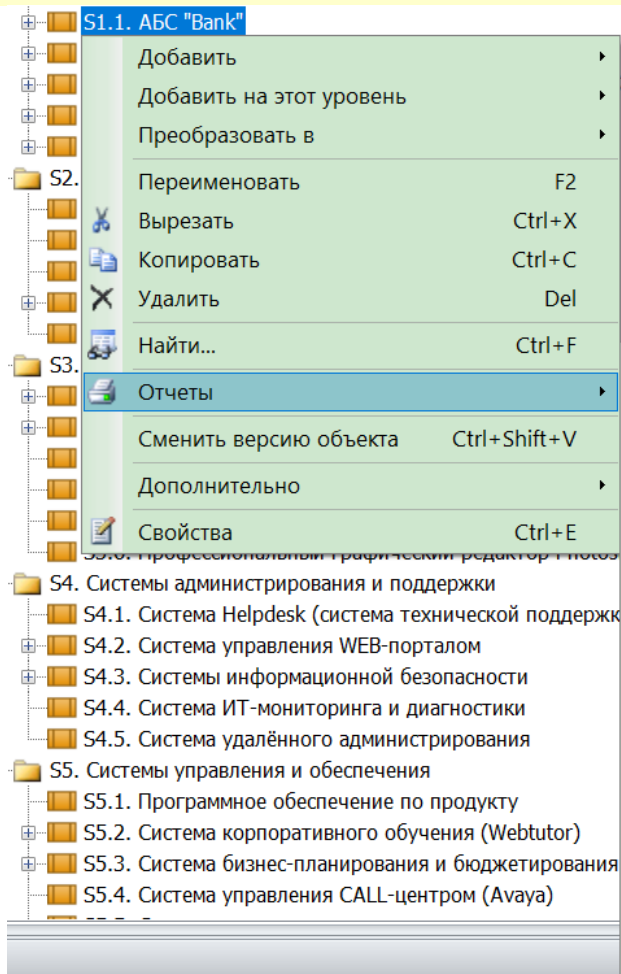 S1.1. АБС "Bank"
Добавить
Добавить на этот уровень
Преобразовать в
S2.
Переименовать F2
Вырезать Ctrl+X
Копировать Ctrl+C
Удалить Del
Найти... Ctrl+F
S3.
Отчеты
Сменить версию объекта Ctrl+Shift+V
Дополнительно
Свойства Ctrl+E
S4. Системы администрирования и поддержки
S4.1. Система Helpdesk (система технической поддержк
S4.2. Система управления WEB-порталом
S4.3. Системы информационной безопасности
S4.4. Система ИТ-мониторинга и диагностики
S4.5. Система удалённого администрирования
S5. Системы управления и обеспечения
S5.1. Программное обеспечение по продукту
S5.2. Система корпоративного обучения (Webtutor)
S5.3. Система бизнес-планирования и бюджетирования
S5.4. Система управления CALL-центром (Avaya)